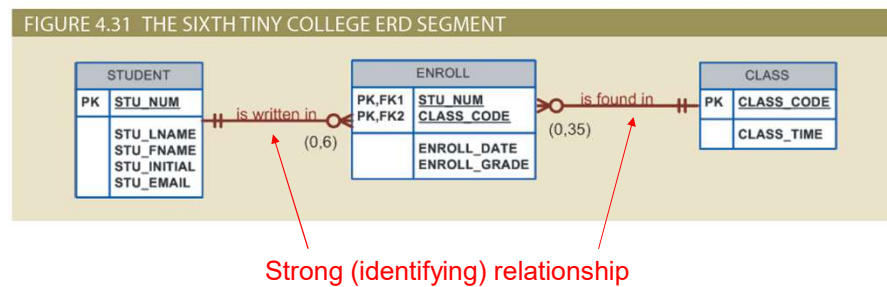 FIGURE 4.31 THE SIXTH TINY COLLEGE ERD SEGMENT
STUDENT
PK STU_NUM
STU_LNAME
STU_FNAME
STU_INITIAL
STU_EMAIL
is written in
(0,6)
ENROLL
PK,FK1 STU_NUM
PK,FK2 CLASS_CODE
ENROLL_DATE
ENROLL_GRADE
is found in
(0,35)
CLASS
PK CLASS_CODE
CLASS_TIME
Strong (identifying) relationship